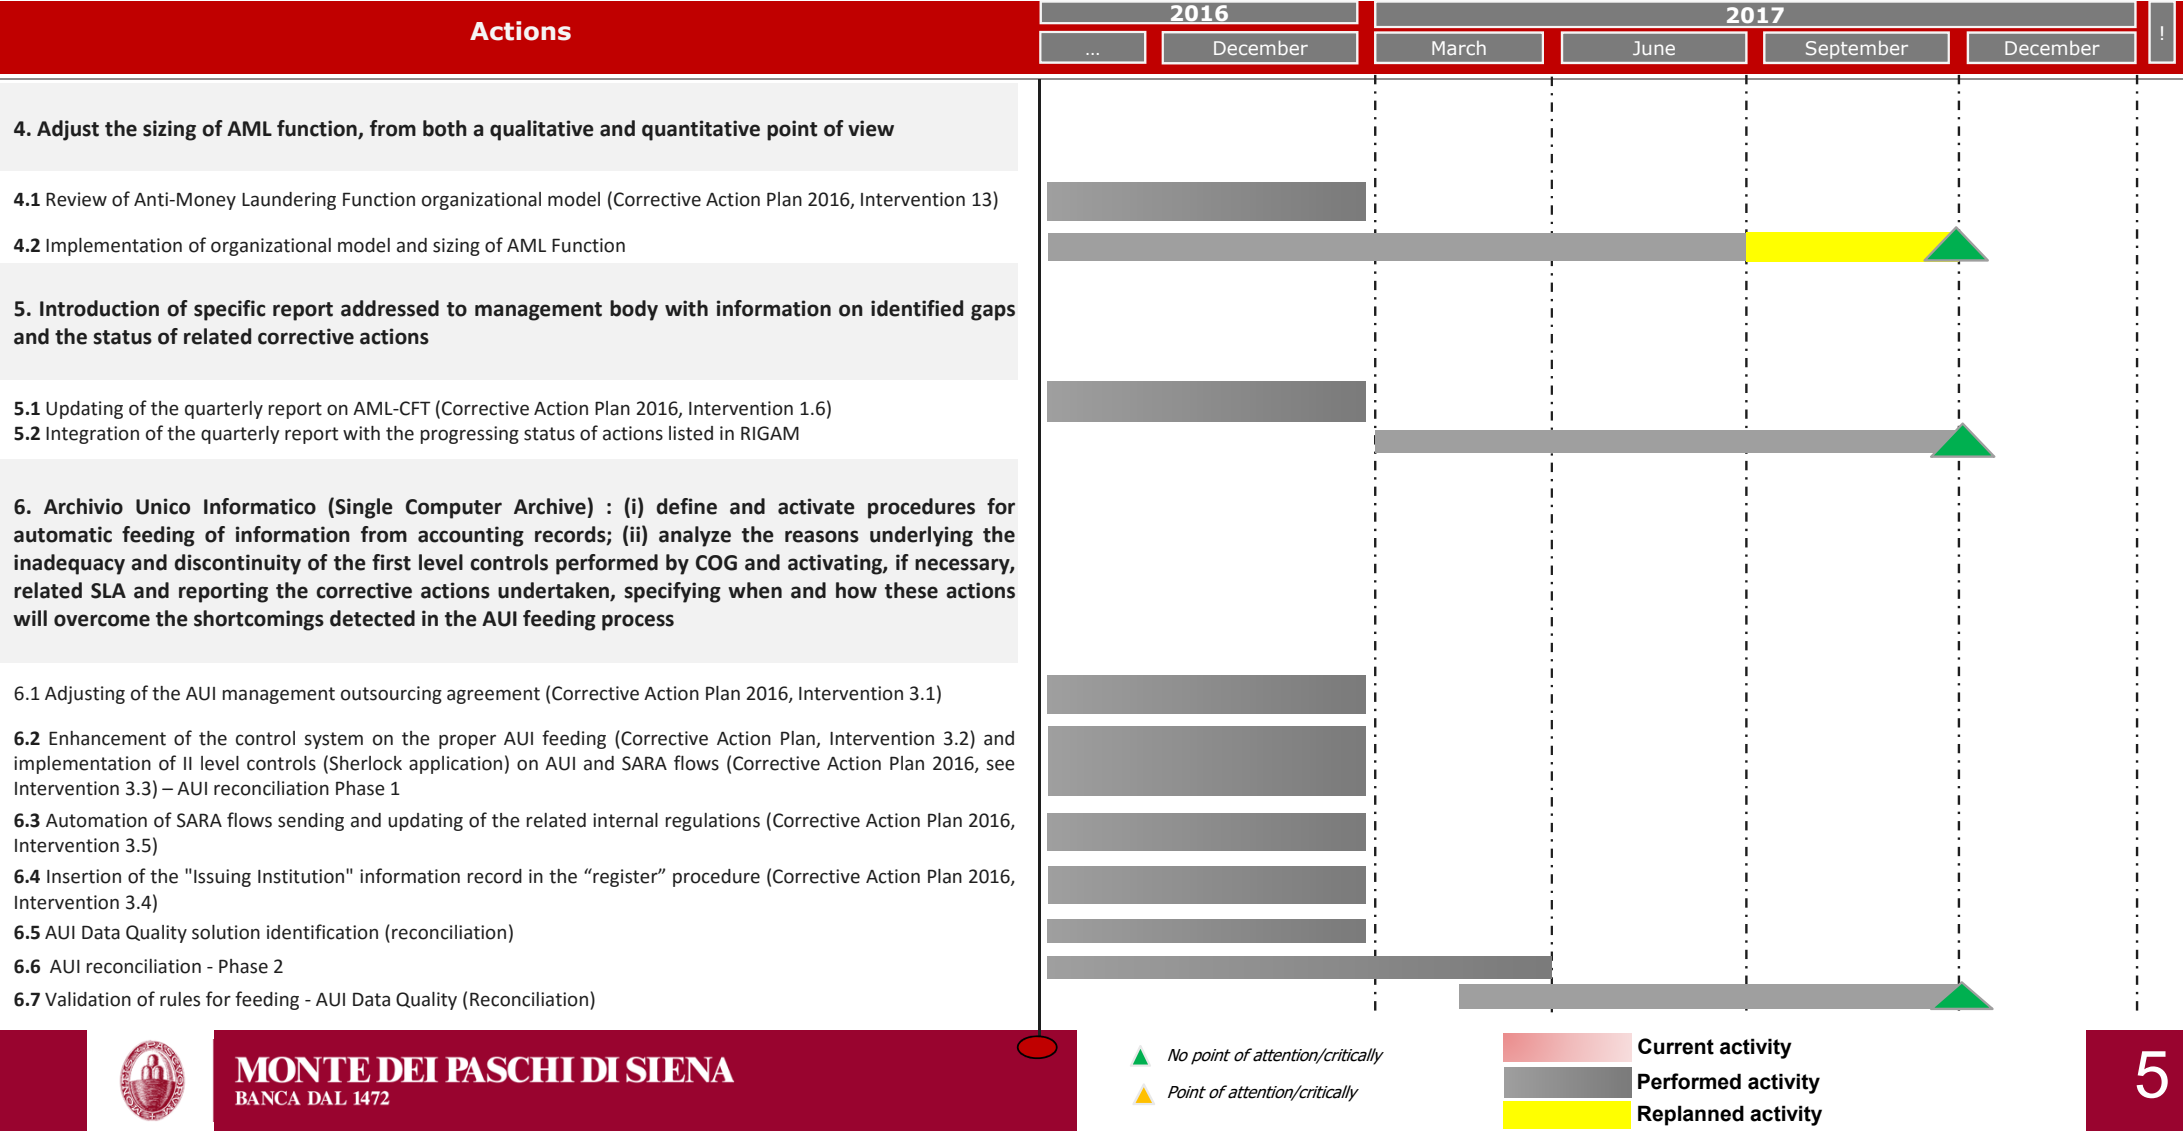 Actions
2016
2017
...
December
March
June
September
December
!
4. Adjust the sizing of AML function, from both a qualitative and quantitative point of view
4.1 Review of Anti-Money Laundering Function organizational model (Corrective Action Plan 2016, Intervention 13)
4.2 Implementation of organizational model and sizing of AML Function
5. Introduction of specific report addressed to management body with information on identified gaps
and the status of related corrective actions
5.1 Updating of the quarterly report on AML-CFT (Corrective Action Plan 2016, Intervention 1.6)
5.2 Integration of the quarterly report with the progressing status of actions listed in RIGAM
6. Archivio Unico Informatico (Single Computer Archive) : (i) define and activate procedures for
automatic feeding of information from accounting records; (ii) analyze the reasons underlying the
inadequacy and discontinuity of the first level controls performed by COG and activating, if necessary,
related SLA and reporting the corrective actions undertaken, specifying when and how these actions
will overcome the shortcomings detected in the AUI feeding process
6.1 Adjusting of the AUI management outsourcing agreement (Corrective Action Plan 2016, Intervention 3.1)
6.2 Enhancement of the control system on the proper AUI feeding (Corrective Action Plan, Intervention 3.2) and
implementation of II level controls (Sherlock application) on AUI and SARA flows (Corrective Action Plan 2016, see
Intervention 3.3) – AUI reconciliation Phase 1
6.3 Automation of SARA flows sending and updating of the related internal regulations (Corrective Action Plan 2016,
Intervention 3.5)
6.4 Insertion of the "Issuing Institution" information record in the “register” procedure (Corrective Action Plan 2016,
Intervention 3.4)
6.5 AUI Data Quality solution identification (reconciliation)
6.6 AUI reconciliation - Phase 2
6.7 Validation of rules for feeding - AUI Data Quality (Reconciliation)
MONTE DEI PASCHI DI SIENA
BANCA DAL 1472
No point of attention/critically
Point of attention/critically
Current activity
Performed activity
Replanned activity
5